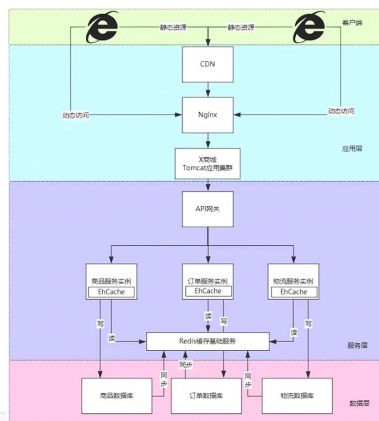 静态资源
静态资源
客户端
CDN
动态访问
Nginx
动态访问
X商城
Tomcat应用集群
应用层
API网关
商品服务实例
EhCache
订单服务实例
EhCache
物流服务实例
EhCache
写
读
读
写
读
写
Redis缓存基础服务
服务层
同步
同步
同步
商品数据库
订单数据库
物流数据库
数据层